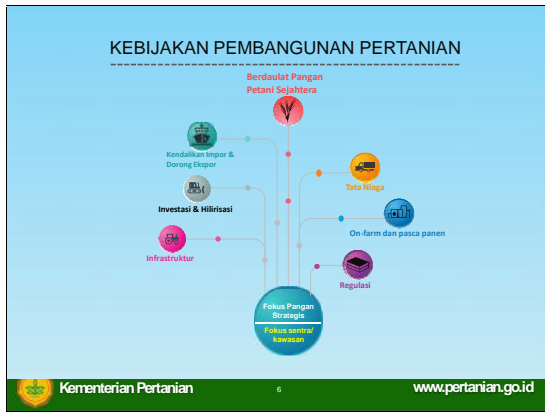 KEBIJAKAN PEMBANGUNAN PERTANIAN
Berdaulat Pangan
Petani Sejahtera
Kendalikan Impor &
Dorong Ekspor
Tata Niaga
Investasi & Hilirisasi
On-farm dan pasca panen
Infrastruktur
Regulasi
Fokus Pangan
Strategis
Fokus sentra/
kawasan
Kementerian Pertanian
6
www.pertanian.go.id